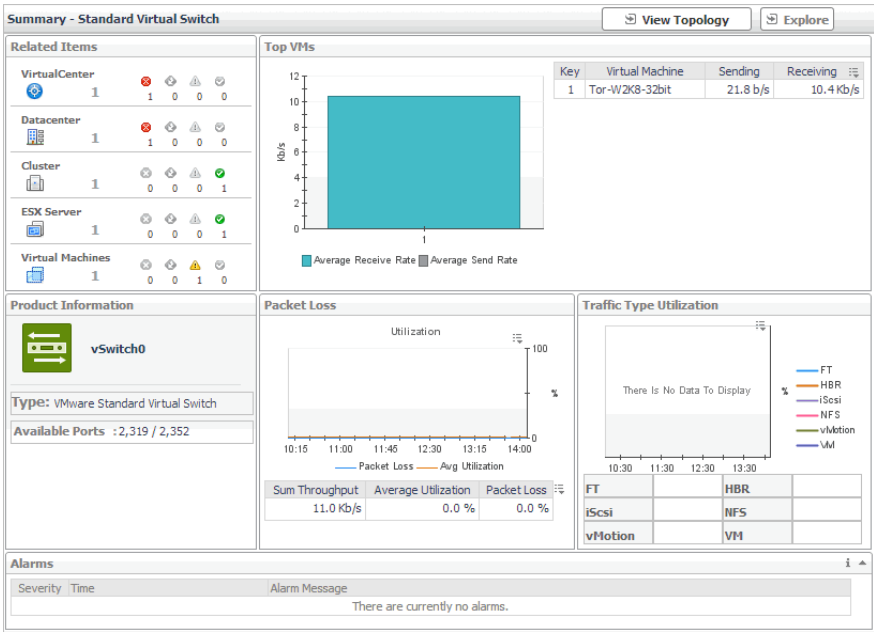 Summary - Standard Virtual Switch
View Topology
Explore
Related Items
VirtualCenter
1
1 0 0 0
Datacenter
1
1 0 0 0
Cluster
1
0 0 0 1
ESX Server
1
0 0 0 1
Virtual Machines
1
0 0 1 0
Top VMs
Kb/s
12
10
8
6
4
2
0
1
Average Receive Rate Average Send Rate
Key Virtual Machine Sending Receiving
1 Tor-W2K8-32bit 21.8 b/s 10.4 Kb/s
Product Information
vSwitch0
Type: VMware Standard Virtual Switch
Available Ports : 2,319 / 2,352
Packet Loss
Utilization
100
%
0
10:15 11:00 11:45 12:30 13:15 14:00
Packet Loss Avg Utilization
Sum Throughput Average Utilization Packet Loss
11.0 Kb/s 0.0 % 0.0 %
Traffic Type Utilization
There Is No Data To Display
%
FT
HBR
iScsi
NFS
vMotion
VM
10:30 11:30 12:30 13:30
FT HBR
iScsi NFS
vMotion VM
Alarms
i
Severity Time Alarm Message
There are currently no alarms.